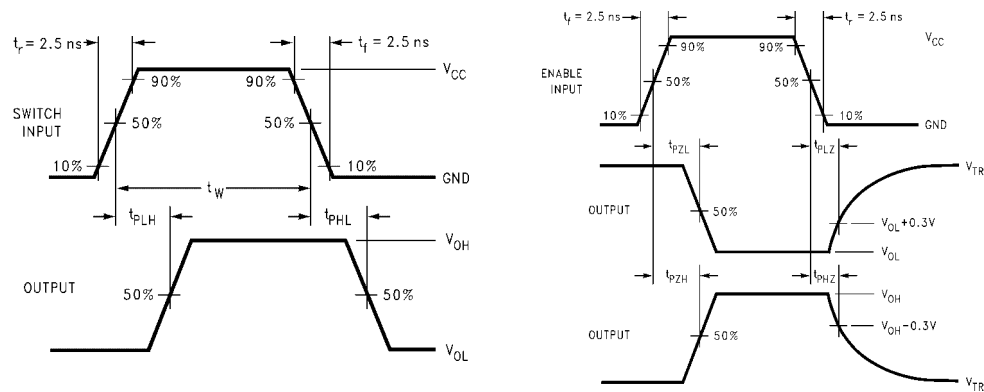 tr = 2.5 ns
tf = 2.5 ns
VCC
90%
90%
SWITCH
INPUT
50%
50%
10%
10%
GND
tW
tPLH
tPHL
VOH
OUTPUT
50%
50%
VOL
tf = 2.5 ns
tr = 2.5 ns
VCC
90%
90%
ENABLE
INPUT
50%
50%
10%
10%
GND
tPZL
tPLZ
VTR
OUTPUT
50%
VOL+0.3V
VOL
tPZH
tPHZ
VOH
VOH−0.3V
OUTPUT
50%
VTR